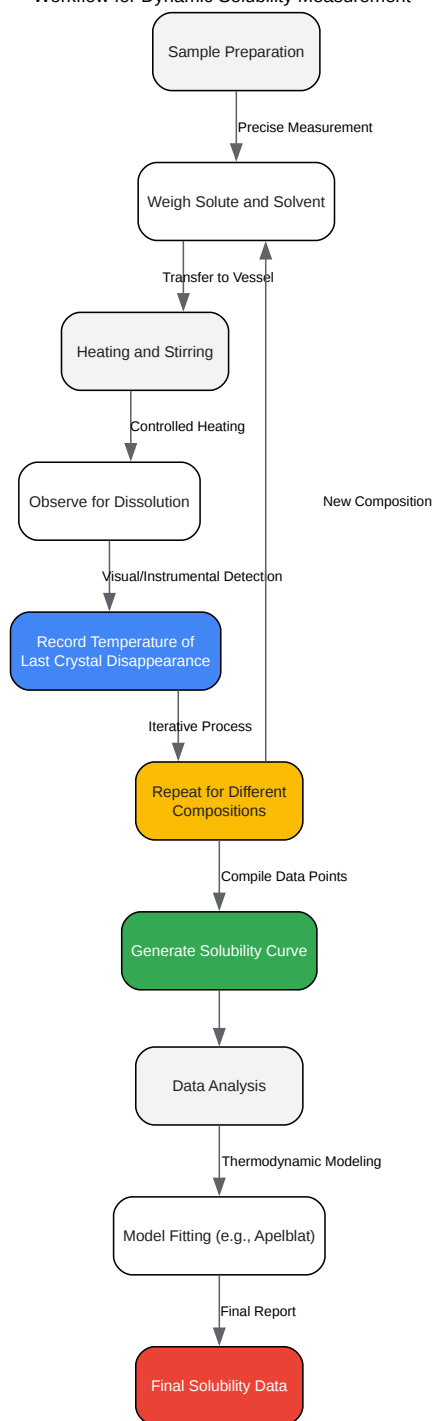 Workflow for Dynamic Solubility Measurement
Sample Preparation
Precise Measurement
Weigh Solute and Solvent
Transfer to Vessel
Heating and Stirring
Controlled Heating
Observe for Dissolution
New Composition
Visual/Instrumental Detection
Record Temperature of
Last Crystal Disappearance
Iterative Process
Repeat for Different
Compositions
Compile Data Points
Generate Solubility Curve
Data Analysis
Thermodynamic Modeling
Model Fitting (e.g., Apelblat)
Final Report
Final Solubility Data